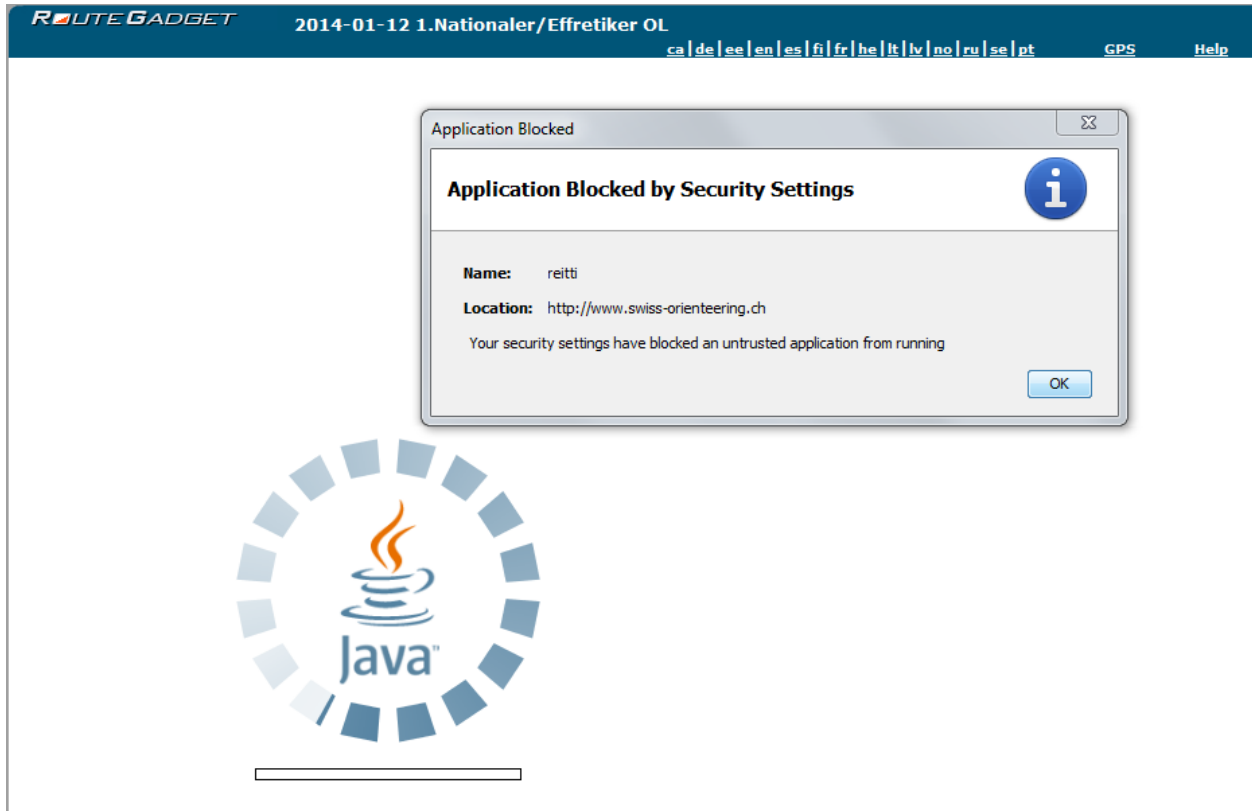 ROUTEGADGET
2014-01-12 1.Nationaler/Effretiker OL
ca|de|ee|en|es|fi|fr|he|lt|lv|no|ru|se|pt GPS Help
Application Blocked
Application Blocked by Security Settings
Name: reitti
Location: http://www.swiss-orienteering.ch
Your security settings have blocked an untrusted application from running
OK
Java™